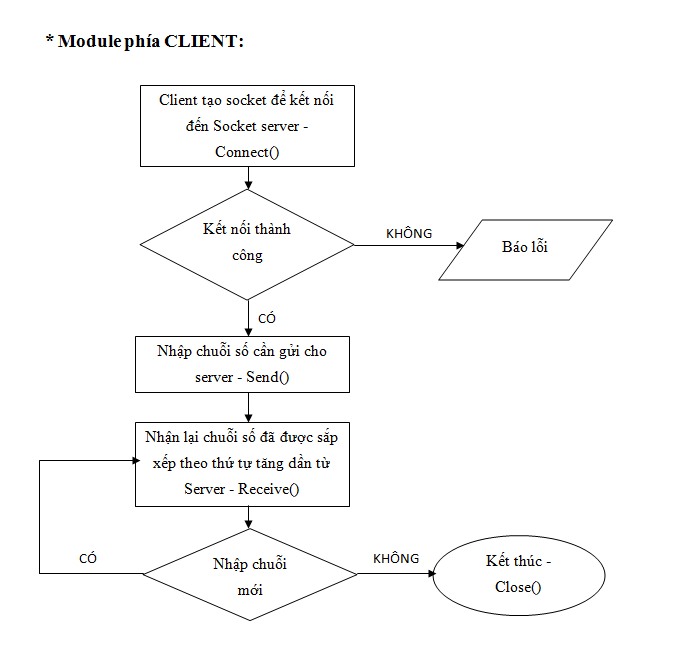 * Module phía CLIENT:
Client tạo socket để kết nối
đến Socket server -
Connect()
Kết nối thành
công
KHÔNG
Báo lỗi
CÓ
Nhập chuỗi số cần gửi cho
server - Send()
Nhận lại chuỗi số đã được sắp
xếp theo thứ tự tăng dần từ
Server - Receive()
CÓ
Nhập chuỗi
mới
KHÔNG
Kết thúc -
Close()